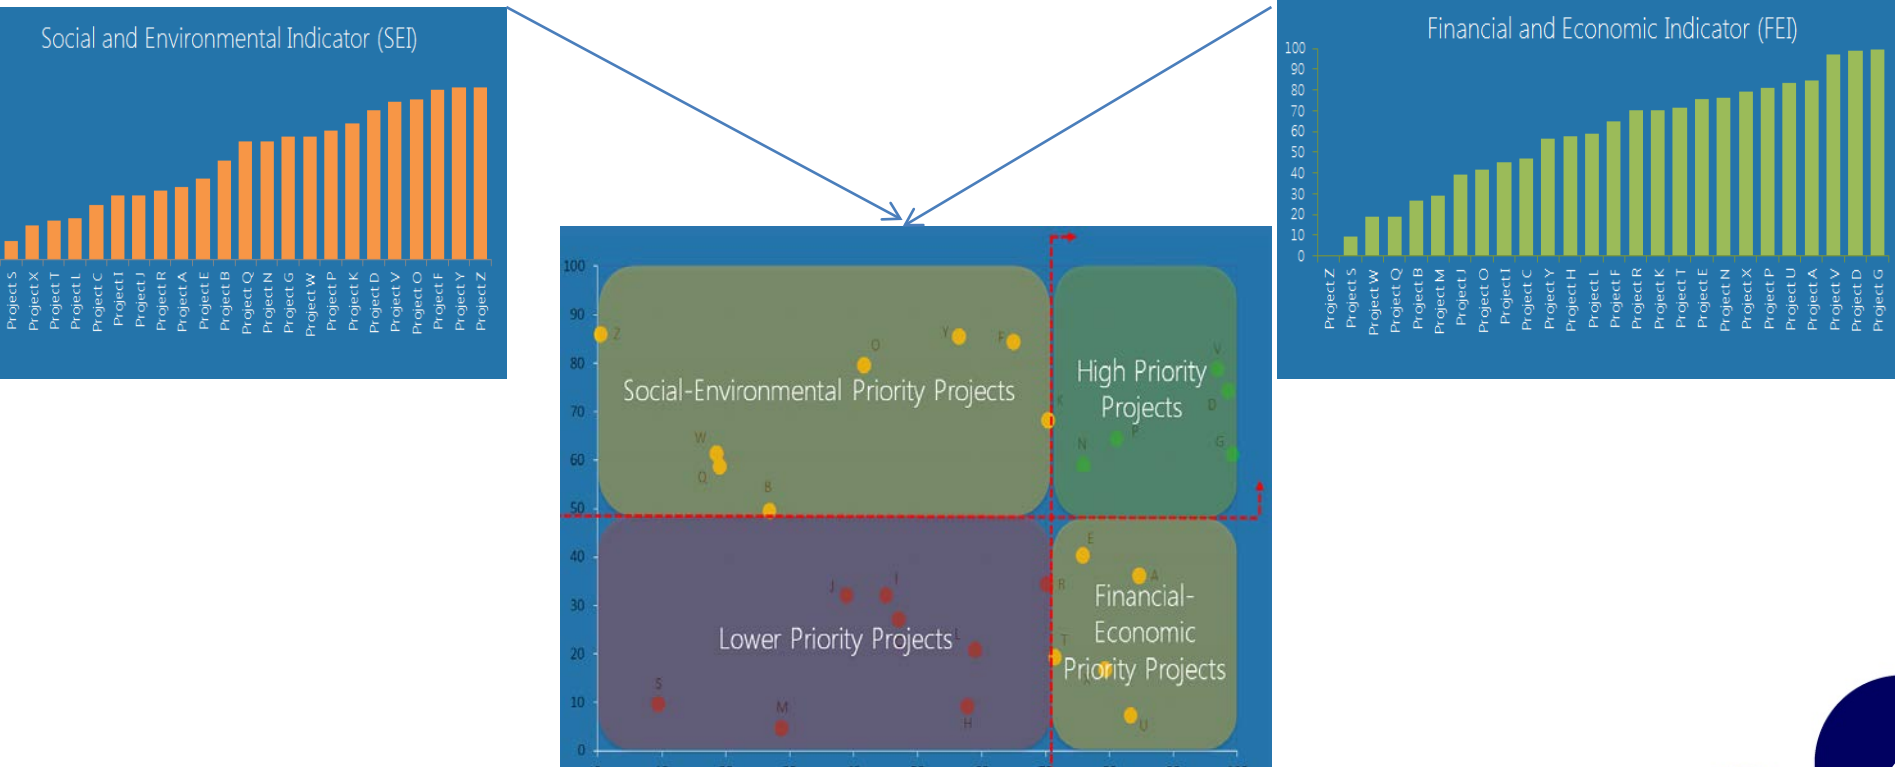 Social and Environmental Indicator (SEI)
Project S
Project X
Project T
Project L
Project C
Project I
Project J
Project R
Project A
Project E
Project B
Project Q
Project N
Project G
Project W
Project P
Project K
Project D
Project V
Project O
Project F
Project Y
Project Z
Financial and Economic Indicator (FEI)
100
90
80
70
60
50
40
30
20
10
0
Project Z
Project S
Project W
Project Q
Project B
Project M
Project J
Project O
Project I
Project C
Project Y
Project H
Project L
Project F
Project R
Project K
Project T
Project E
Project N
Project X
Project P
Project U
Project A
Project V
Project D
Project G
100
90
80
70
60
50
40
30
20
10
0
Z
O
Y
F
Social-Environmental Priority Projects
W
Q
B
K
V
High Priority
Projects
D
N
P
G
J
I
R
Lower Priority Projects
L
S
M
H
E
A
Financial-
Economic
T
Priority Projects
X
U